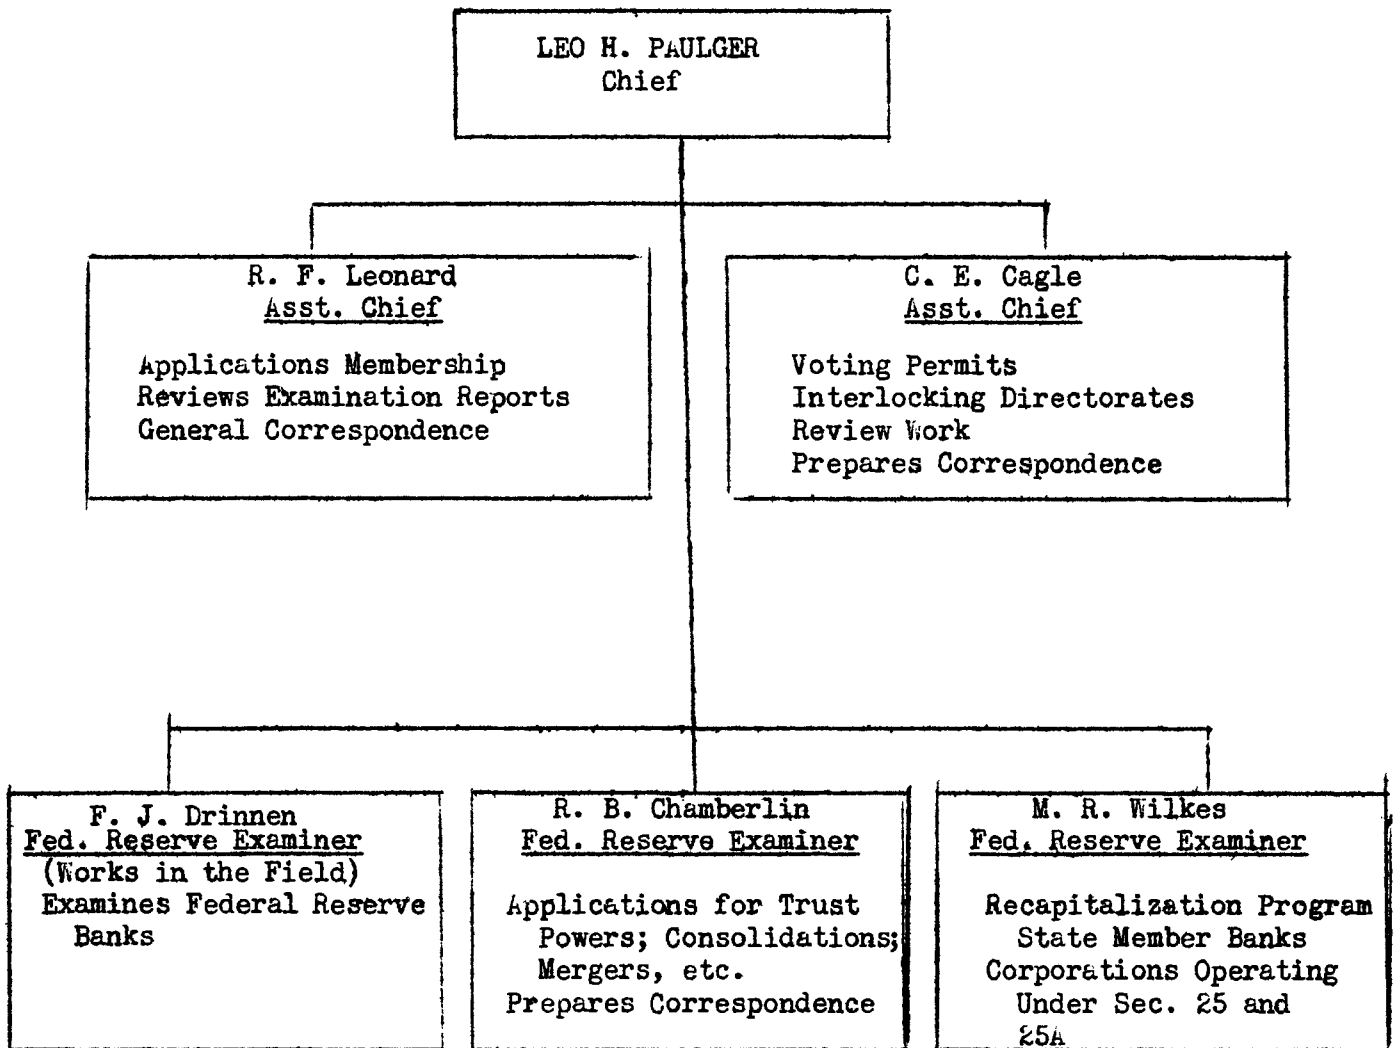 LEO H. PAULGER
Chief
R. F. Leonard
Asst. Chief
Applications Membership
Reviews Examination Reports
General Correspondence
C. E. Cagle
Asst. Chief
Voting Permits
Interlocking Directorates
Review Work
Prepares Correspondence
F. J. Drinnen
Fed. Reserve Examiner
(Works in the Field)
Examines Federal Reserve
Banks
R. B. Chamberlin
Fed. Reserve Examiner
Applications for Trust
Powers; Consolidations;
Mergers, etc.
Prepares Correspondence
M. R. Wilkes
Fed. Reserve Examiner
Recapitalization Program
State Member Banks
Corporations Operating
Under Sec. 25 and
25A